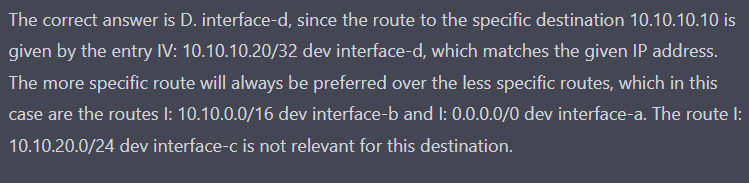 The correct answer is D. interface-d, since the route to the specific destination 10.10.10.10 is
given by the entry IV: 10.10.10.20/32 dev interface-d, which matches the given IP address.
The more specific route will always be preferred over the less specific routes, which in this
case are the routes I: 10.10.0.0/16 dev interface-b and I: 0.0.0.0/0 dev interface-a. The route I:
10.10.20.0/24 dev interface-c is not relevant for this destination.